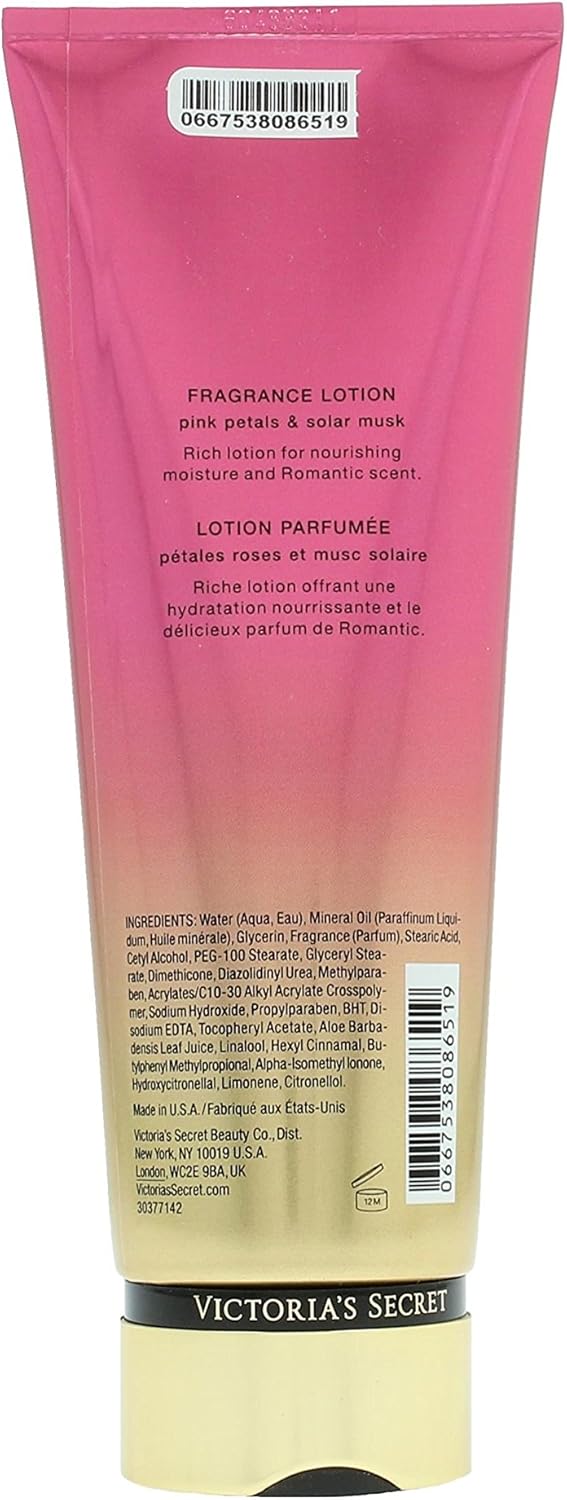 0667538086519
FRAGRANCE LOTION
pink petals & solar musk
Rich lotion for nourishing
moisture and Romantic scent.
LOTION PARFUMÉE
pétales roses et musc solaire
Riche lotion offrant une
hydratation nourrissante et le
délicieux parfum de Romantic.
INGREDIENTS: Water (Aqua, Eau), Mineral Oil (Paraffinum Liqui-
dum, Huile minérale), Glycerin, Fragrance (Parfum), Stearic Acid,
Cetyl Alcohol, PEG-100 Stearate, Glyceryl Stea-
rate, Dimethicone, Diazolidinyl Urea, Methylpara-
ben, Acrylates/C10-30 Alkyl Acrylate Crosspoly-
mer, Sodium Hydroxide, Propylparaben, BHT, Di-
sodium EDTA, Tocopheryl Acetate, Aloe Barba-
densis Leaf Juice, Linalool, Hexyl Cinnamal, Bu-
tylphenyl Methylpropional, Alpha-Isomethyl Ionone,
Hydroxycitronellal, Limonene, Citronellol.
Made in U.S.A./Fabriqué aux États-Unis
Victoria's Secret Beauty Co., Dist.
New York, NY 10019 U.S.A.
London, WC2E 9BA, UK
VictoriasSecret.com
30377142
12M
0667538086519
VICTORIA'S SECRET